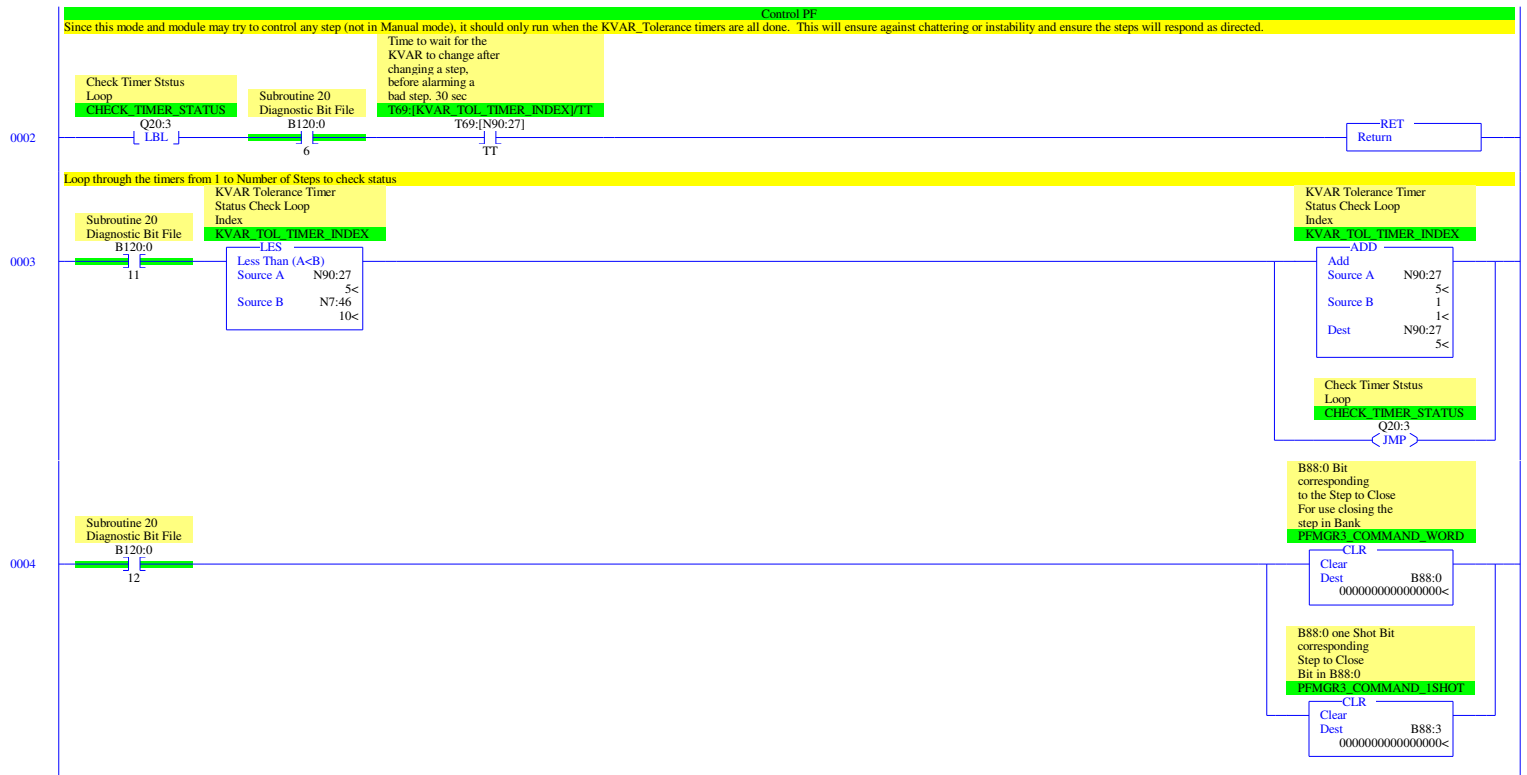 Control PF
Since this mode and module may try to control any step (not in Manual mode), it should only run when the KVAR_Tolerance timers are all done.  This will ensure against chattering or instability and ensure the steps will respond as directed.
Time to wait for the
KVAR to change after
changing a step,
before alarming a
bad step. 30 sec
T69:[KVAR_TOL_TIMER_INDEX]/TT
Check Timer Ststus
Loop
CHECK_TIMER_STATUS
Subroutine 20
Diagnostic Bit File
0002
Q20:3
LBL
B120:0
6
T69:[N90:27]
TT
RET
Return
Loop through the timers from 1 to Number of Steps to check status
KVAR Tolerance Timer
Status Check Loop
Index
KVAR_TOL_TIMER_INDEX
KVAR Tolerance Timer
Status Check Loop
Index
KVAR_TOL_TIMER_INDEX
Subroutine 20
Diagnostic Bit File
0003
B120:0
11
LES
Less Than (A<B)
Source A N90:27
5<
Source B N7:46
10<
ADD
Add
Source A N90:27
5<
Source B 1
1<
Dest N90:27
5<
Check Timer Ststus
Loop
CHECK_TIMER_STATUS
Q20:3
JMP
B88:0 Bit
corresponding
to the Step to Close
For use closing the
step in Bank
PFMGR3_COMMAND_WORD
Subroutine 20
Diagnostic Bit File
0004
B120:0
12
CLR
Clear
Dest B88:0
0000000000000000<
B88:0 one Shot Bit
corresponding
Step to Close
Bit in B88:0
PFMGR3_COMMAND_1SHOT
CLR
Clear
Dest B88:3
0000000000000000<